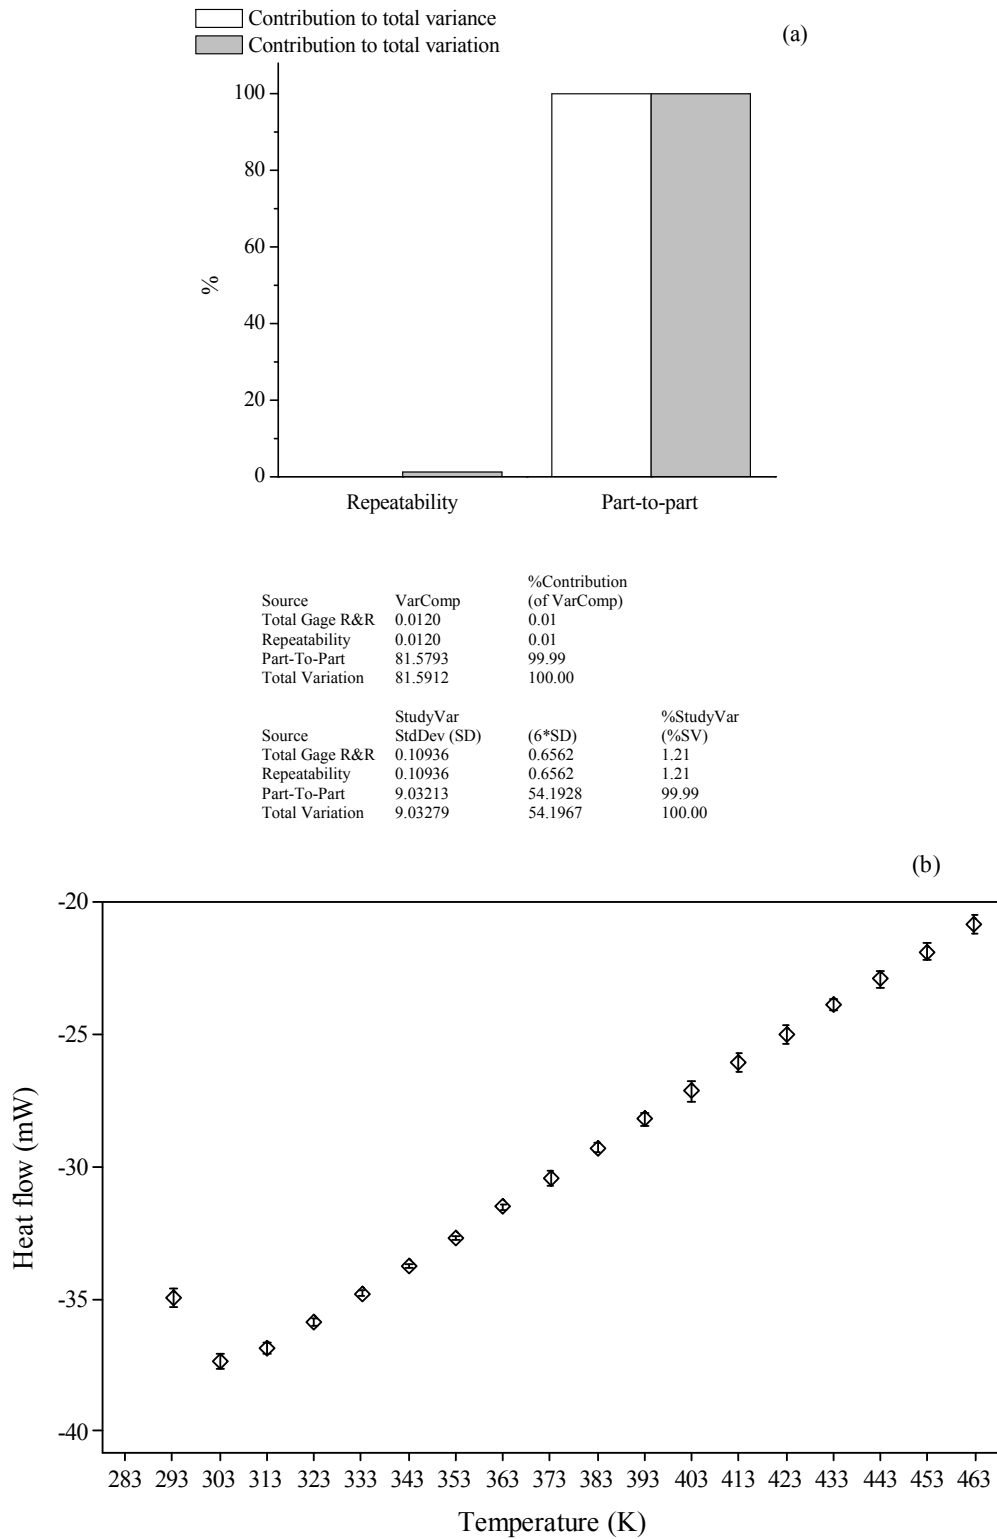 Contribution to total variance
Contribution to total variation
(a)
100
80
60
40
20
0
%
Repeatability Part-to-part
%Contribution
Source VarComp (of VarComp)
Total Gage R&R 0.0120 0.01
Repeatability 0.0120 0.01
Part-To-Part 81.5793 99.99
Total Variation 81.5912 100.00
StudyVar %StudyVar
Source StdDev (SD) (6*SD) (%SV)
Total Gage R&R 0.10936 0.6562 1.21
Repeatability 0.10936 0.6562 1.21
Part-To-Part 9.03213 54.1928 99.99
Total Variation 9.03279 54.1967 100.00
(b)
-20
-25
-30
-35
-40
Heat flow (mW)
283 293 303 313 323 333 343 353 363 373 383 393 403 413 423 433 443 453 463
Temperature (K)